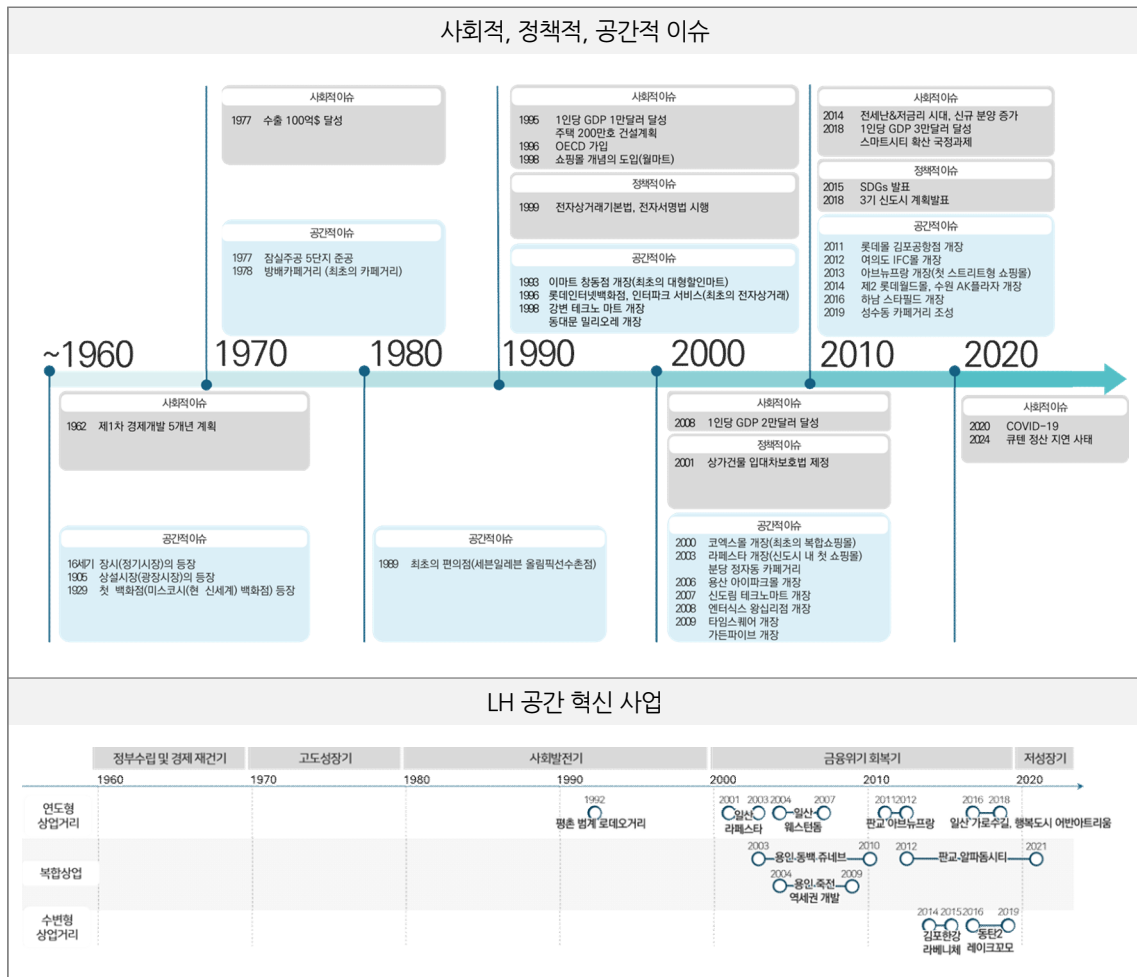 사회적, 정책적, 공간적 이슈
사회적이슈
1977 수출 100억$ 달성
공간적이슈
1977 잠실주공 5단지 준공
1978 방배카페거리 (최초의 카페거리)
사회적이슈
1995 1인당 GDP 1만달러 달성
주택 200만호 건설계획
1996 OECD 가입
1998 쇼핑몰 개념의 도입(월마트)
정책적이슈
1999 전자상거래기본법, 전자서명법 시행
공간적이슈
1993 이마트 창동점 개장(최초의 대형할인마트)
1996 롯데인터넷백화점, 인터파크 서비스(최초의 전자상거래)
1998 강변 테크노 마트 개장
동대문 밀리오레 개장
사회적이슈
2014 전세난&저금리 시대, 신규 분양 증가
2018 1인당 GDP 3만달러 달성
스마트시티 확산 국정과제
정책적이슈
2015 SDGs 발표
2018 3기 신도시 계획발표
공간적이슈
2011 롯데몰 김포공항점 개장
2012 여의도 IFC몰 개장
2013 아브뉴프랑 개장(첫 스트리트형 쇼핑몰)
2014 제2 롯데월드몰, 수원 AK플라자 개장
2016 하남 스타필드 개장
2019 성수동 카페거리 조성
~1960 1970 1980 1990 2000 2010 2020
사회적이슈
1962 제1차 경제개발 5개년 계획
공간적이슈
16세기 장시(정기시장)의 등장
1905 상설시장(광장시장)의 등장
1929 첫 백화점(미스코시(현 신세계) 백화점) 등장
공간적이슈
1989 최초의 편의점(세븐일레븐 올림픽선수촌점)
사회적이슈
2008 1인당 GDP 2만달러 달성
정책적이슈
2001 상가건물 임대차보호법 제정
공간적이슈
2000 코엑스몰 개장(최초의 복합쇼핑몰)
2003 라페스타 개장(신도시 내 첫 쇼핑몰)
분당 정자동 카페거리
2006 용산 아이파크몰 개장
2007 신도림 테크노마트 개장
2008 엔터식스 왕십리점 개장
2009 타임스퀘어 개장
가든파이브 개장
사회적이슈
2020 COVID-19
2024 큐텐 정산 지연 사태
LH 공간 혁신 사업
정부수립 및 경제 재건기 고도성장기 사회발전기 금융위기 회복기 저성장기
1960 1970 1980 1990 2000 2010 2020
연도형
상업거리
1992
평촌 범계 로데오거리
2001 2003
일산
라페스타
2004 2007
일산
웨스턴돔
2011 2012
판교 아브뉴프랑
2016 2018
일산 가로수길, 행복도시 어반아트리움
복합상업
2003 2010
용인-동백-쥬네브
2012 2021
판교-알파돔시티
2004 2009
용인-죽전
역세권 개발
수변형
상업거리
2014 2015
김포한강
라베니체
2016 2019
동탄2
레이크꼬모